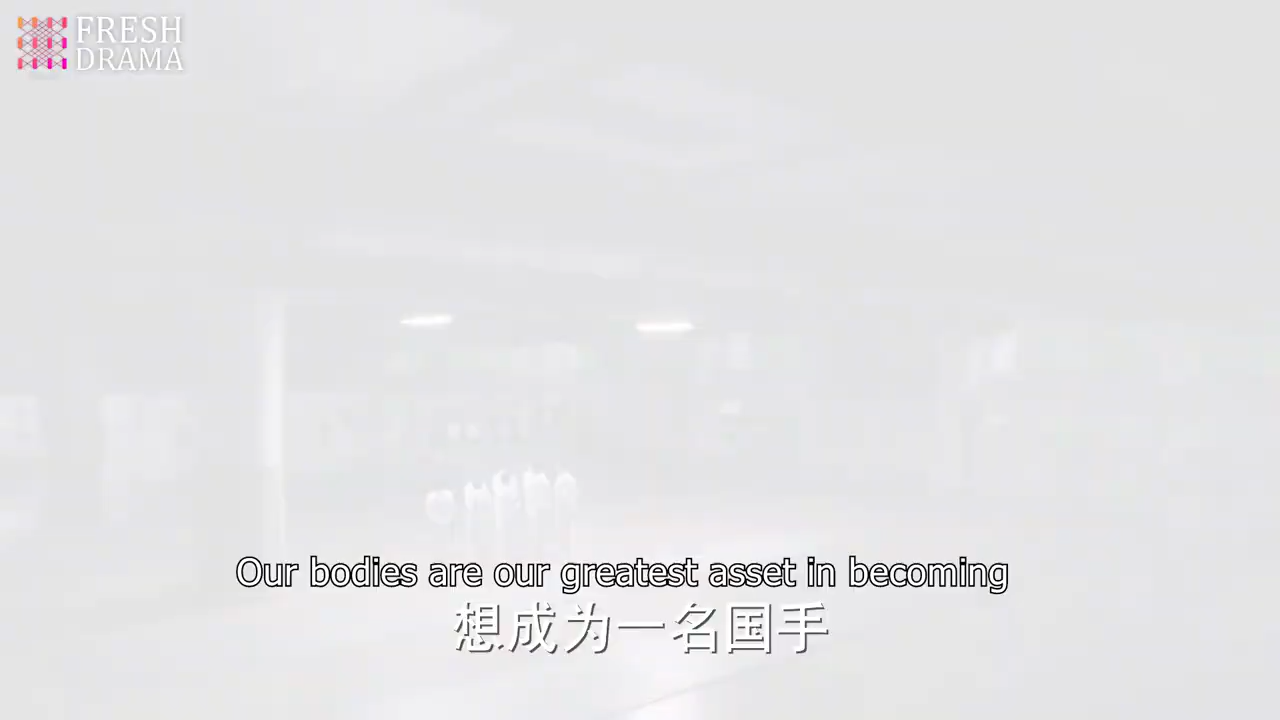 FRESH
DRAMA
Our bodies are our greatest asset in becoming
想成为一名国手